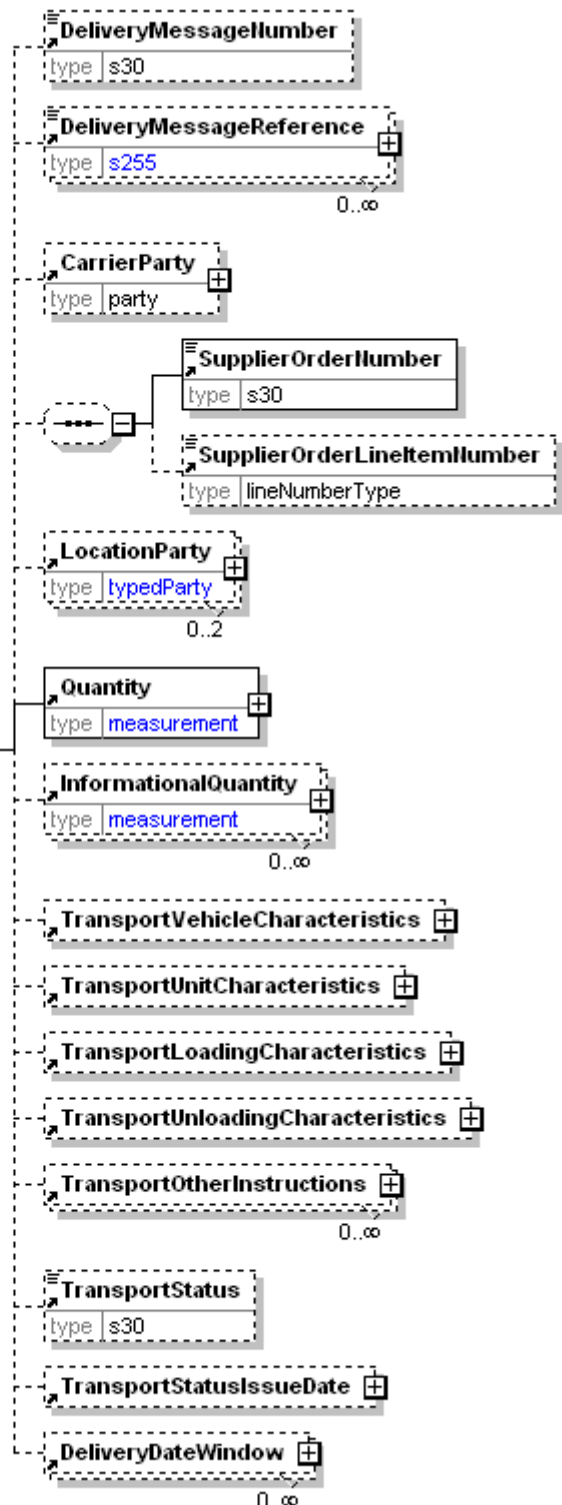 DeliveryMessageNumber
type s30
DeliveryMessageReference
type s255
0..∞
CarrierParty
type party
SupplierOrderNumber
type s30
SupplierOrderLineItemNumber
type lineNumberType
LocationParty
type typedParty
0..2
Quantity
type measurement
InformationalQuantity
type measurement
0..∞
TransportVehicleCharacteristics
TransportUnitCharacteristics
TransportLoadingCharacteristics
TransportUnloadingCharacteristics
TransportOtherInstructions
0..∞
TransportStatus
type s30
TransportStatusIssueDate
DeliveryDateWindow
0..∞